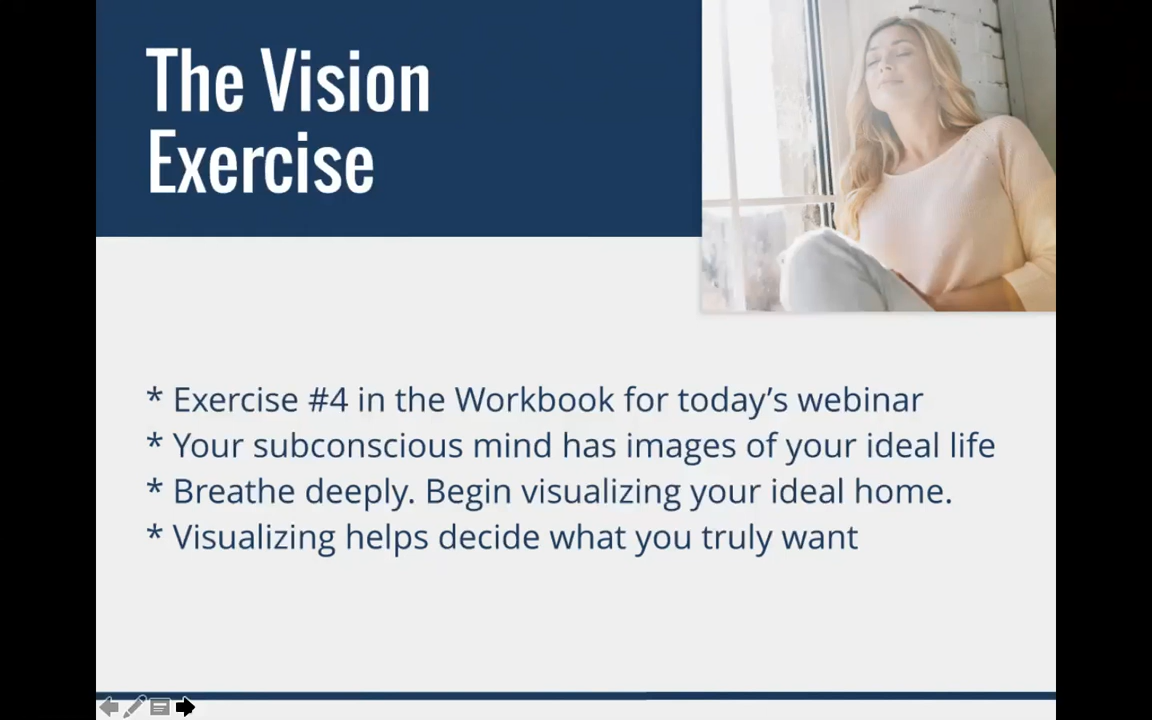 The Vision
Exercise
* Exercise #4 in the Workbook for today’s webinar
* Your subconscious mind has images of your ideal life
* Breathe deeply. Begin visualizing your ideal home.
* Visualizing helps decide what you truly want